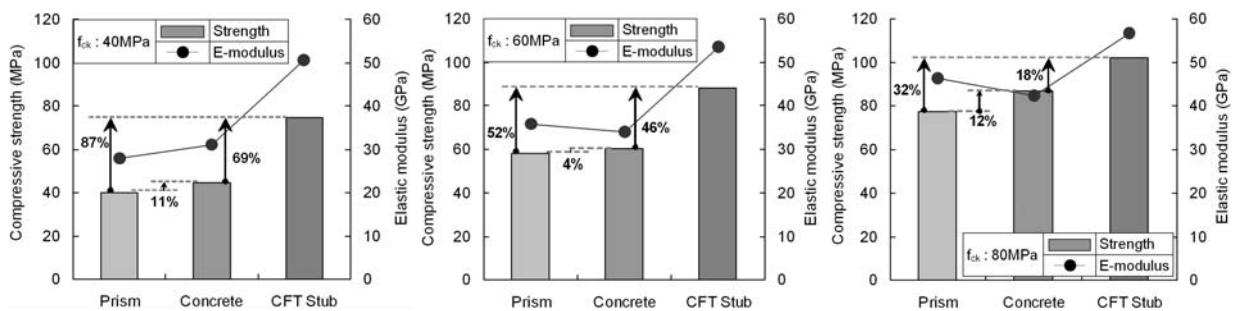 Compressive strength (MPa)
120
100
80
60
40
20
0
f_ck : 40MPa
Strength
E-modulus
87%
69%
11%
Prism Concrete CFT Stub
60
50
40
30
20
10
0
Elastic modulus (GPa)
Compressive strength (MPa)
120
100
80
60
40
20
0
f_ck : 60MPa
Strength
E-modulus
52%
46%
4%
Prism Concrete CFT Stub
60
50
40
30
20
10
0
Elastic modulus (GPa)
Compressive strength (MPa)
120
100
80
60
40
20
0
32%
18%
12%
f_ck : 80MPa
Strength
E-modulus
Prism Concrete CFT Stub
60
50
40
30
20
10
0
Elastic modulus (GPa)